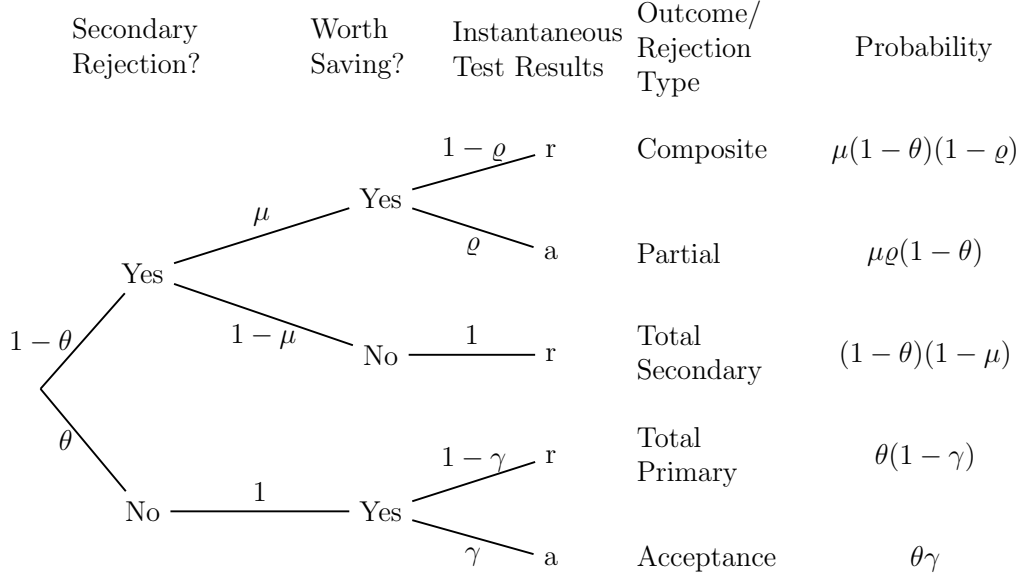 Secondary
Rejection?
Worth
Saving?
Instantaneous
Test Results
Outcome/
Rejection
Type
Probability
1 − ϱ
r
Composite
μ(1 − θ)(1 − ϱ)
Yes
μ
ϱ
a
Partial
μϱ(1 − θ)
Yes
1 − θ
1 − μ
No
1
r
Total
Secondary
(1 − θ)(1 − μ)
θ
1 − γ
r
Total
Primary
θ(1 − γ)
No
1
Yes
γ
a
Acceptance
θγ